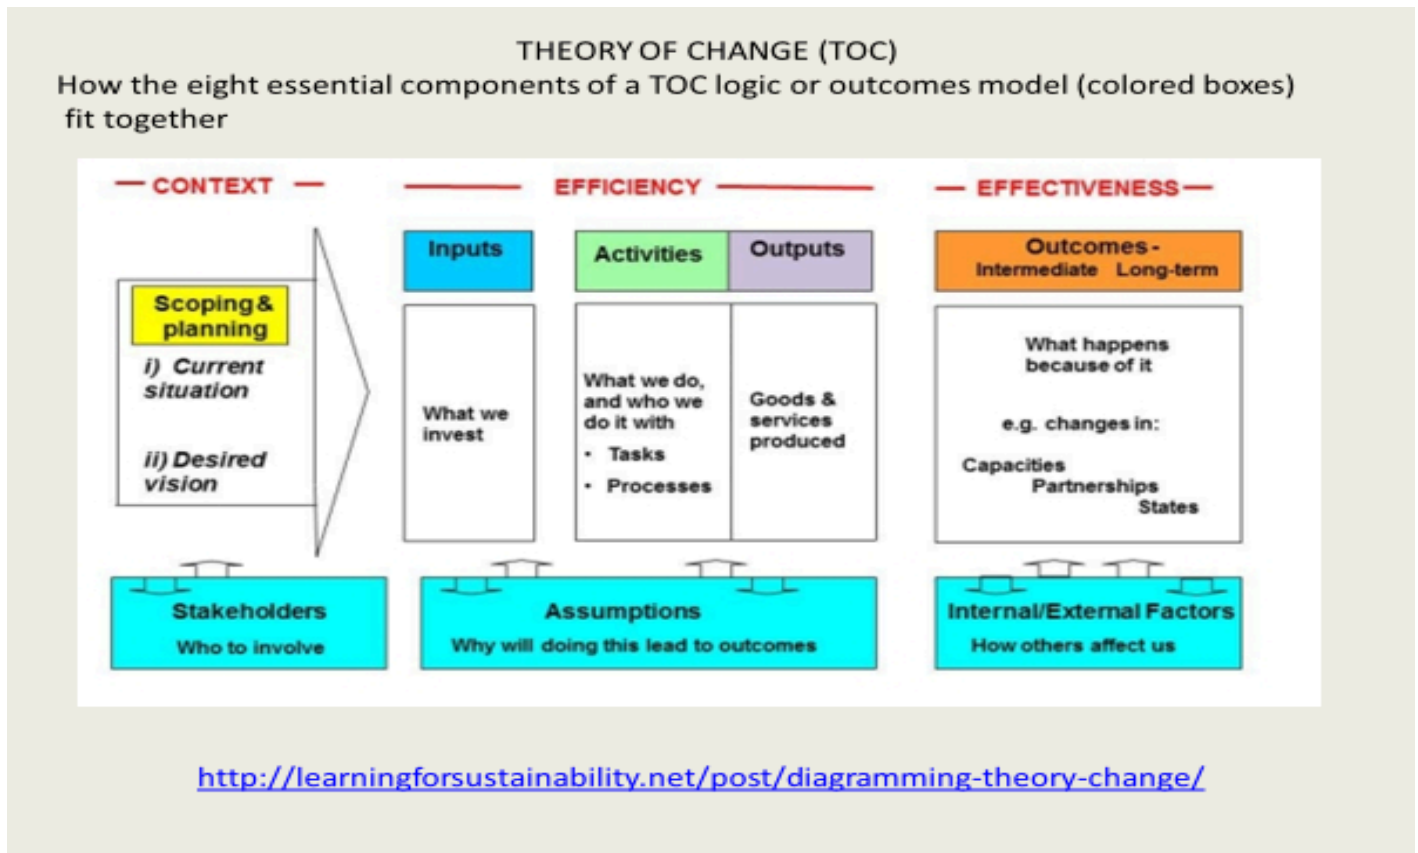 THEORY OF CHANGE (TOC)
How the eight essential components of a TOC logic or outcomes model (colored boxes)
fit together
CONTEXT
EFFICIENCY
EFFECTIVENESS
Scoping &
planning
i) Current
situation
ii) Desired
vision
Inputs
What we
invest
Activities
What we do,
and who we
do it with
• Tasks
• Processes
Outputs
Goods &
services
produced
Outcomes -
Intermediate Long-term
What happens
because of it
e.g. changes in:
Capacities
Partnerships
States
Stakeholders
Who to involve
Assumptions
Why will doing this lead to outcomes
Internal/External Factors
How others affect us
http://learningforsustainability.net/post/diagramming-theory-change/